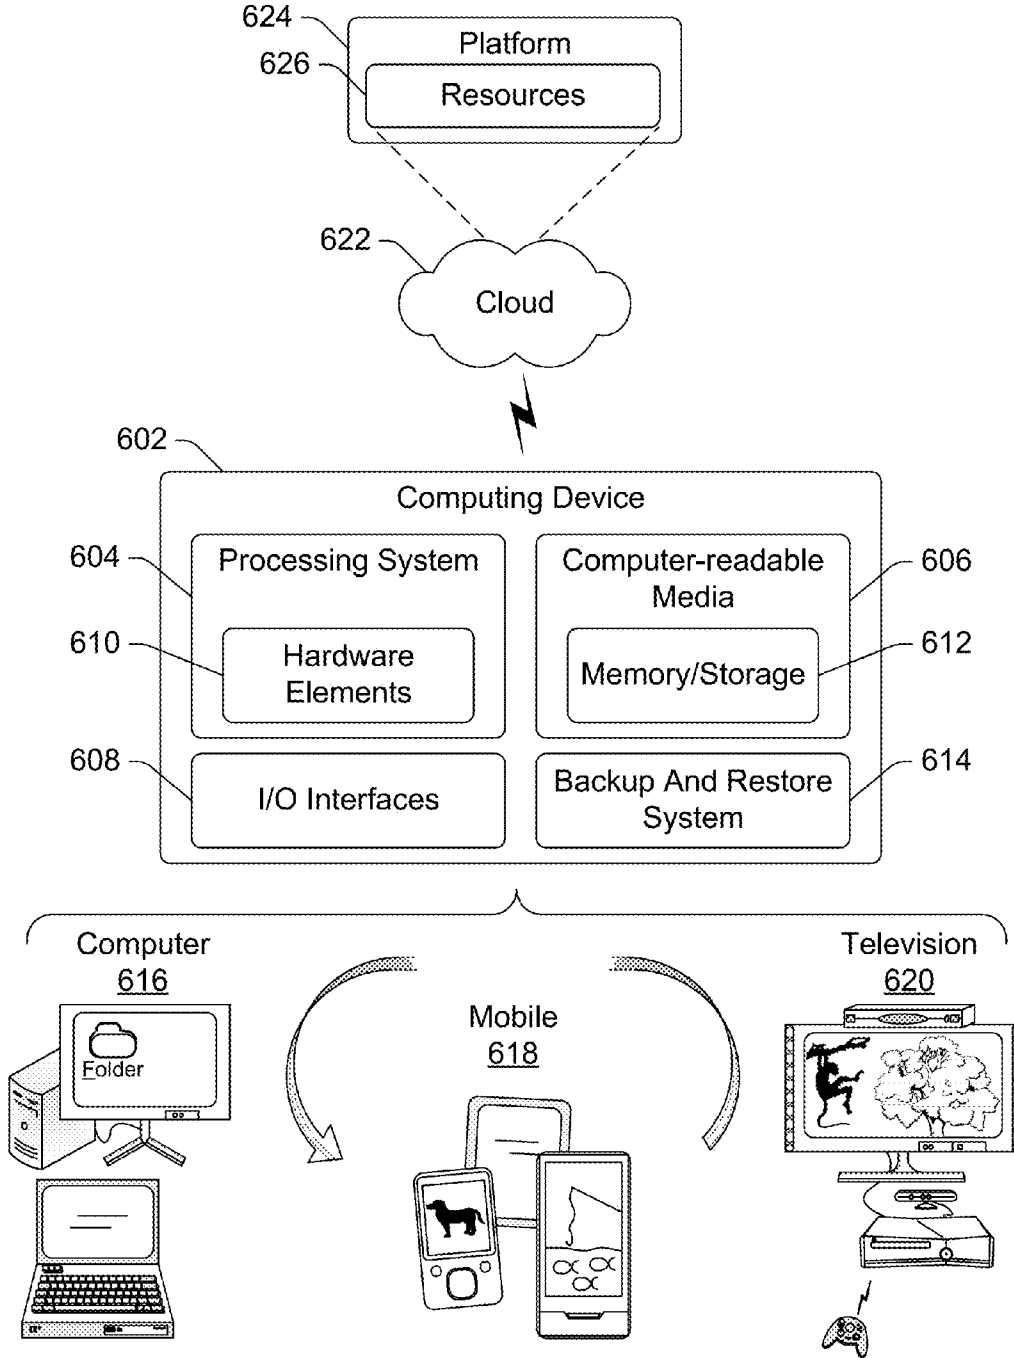 624
Platform
626
Resources
622
Cloud
602
Computing Device
604
Processing System
Computer-readable
Media
606
610
Hardware
Elements
Memory/Storage
612
608
I/O Interfaces
Backup And Restore
System
614
Computer
616
Folder
Mobile
618
Television
620